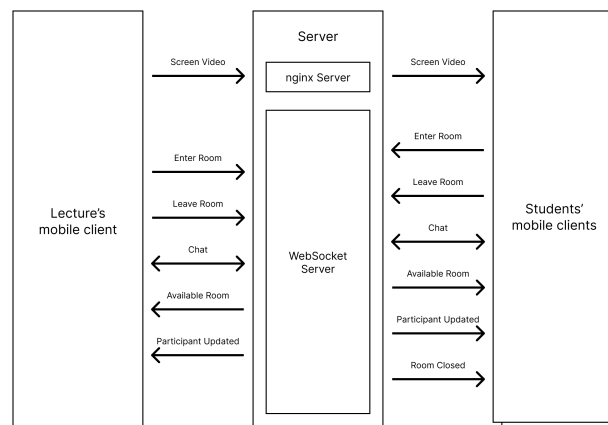 Server
nginx Server
Screen Video
Screen Video
Enter Room
Leave Room
Chat
Available Room
Participant Updated
Lecture's
mobile client
WebSocket
Server
Enter Room
Leave Room
Chat
Available Room
Participant Updated
Room Closed
Students'
mobile clients